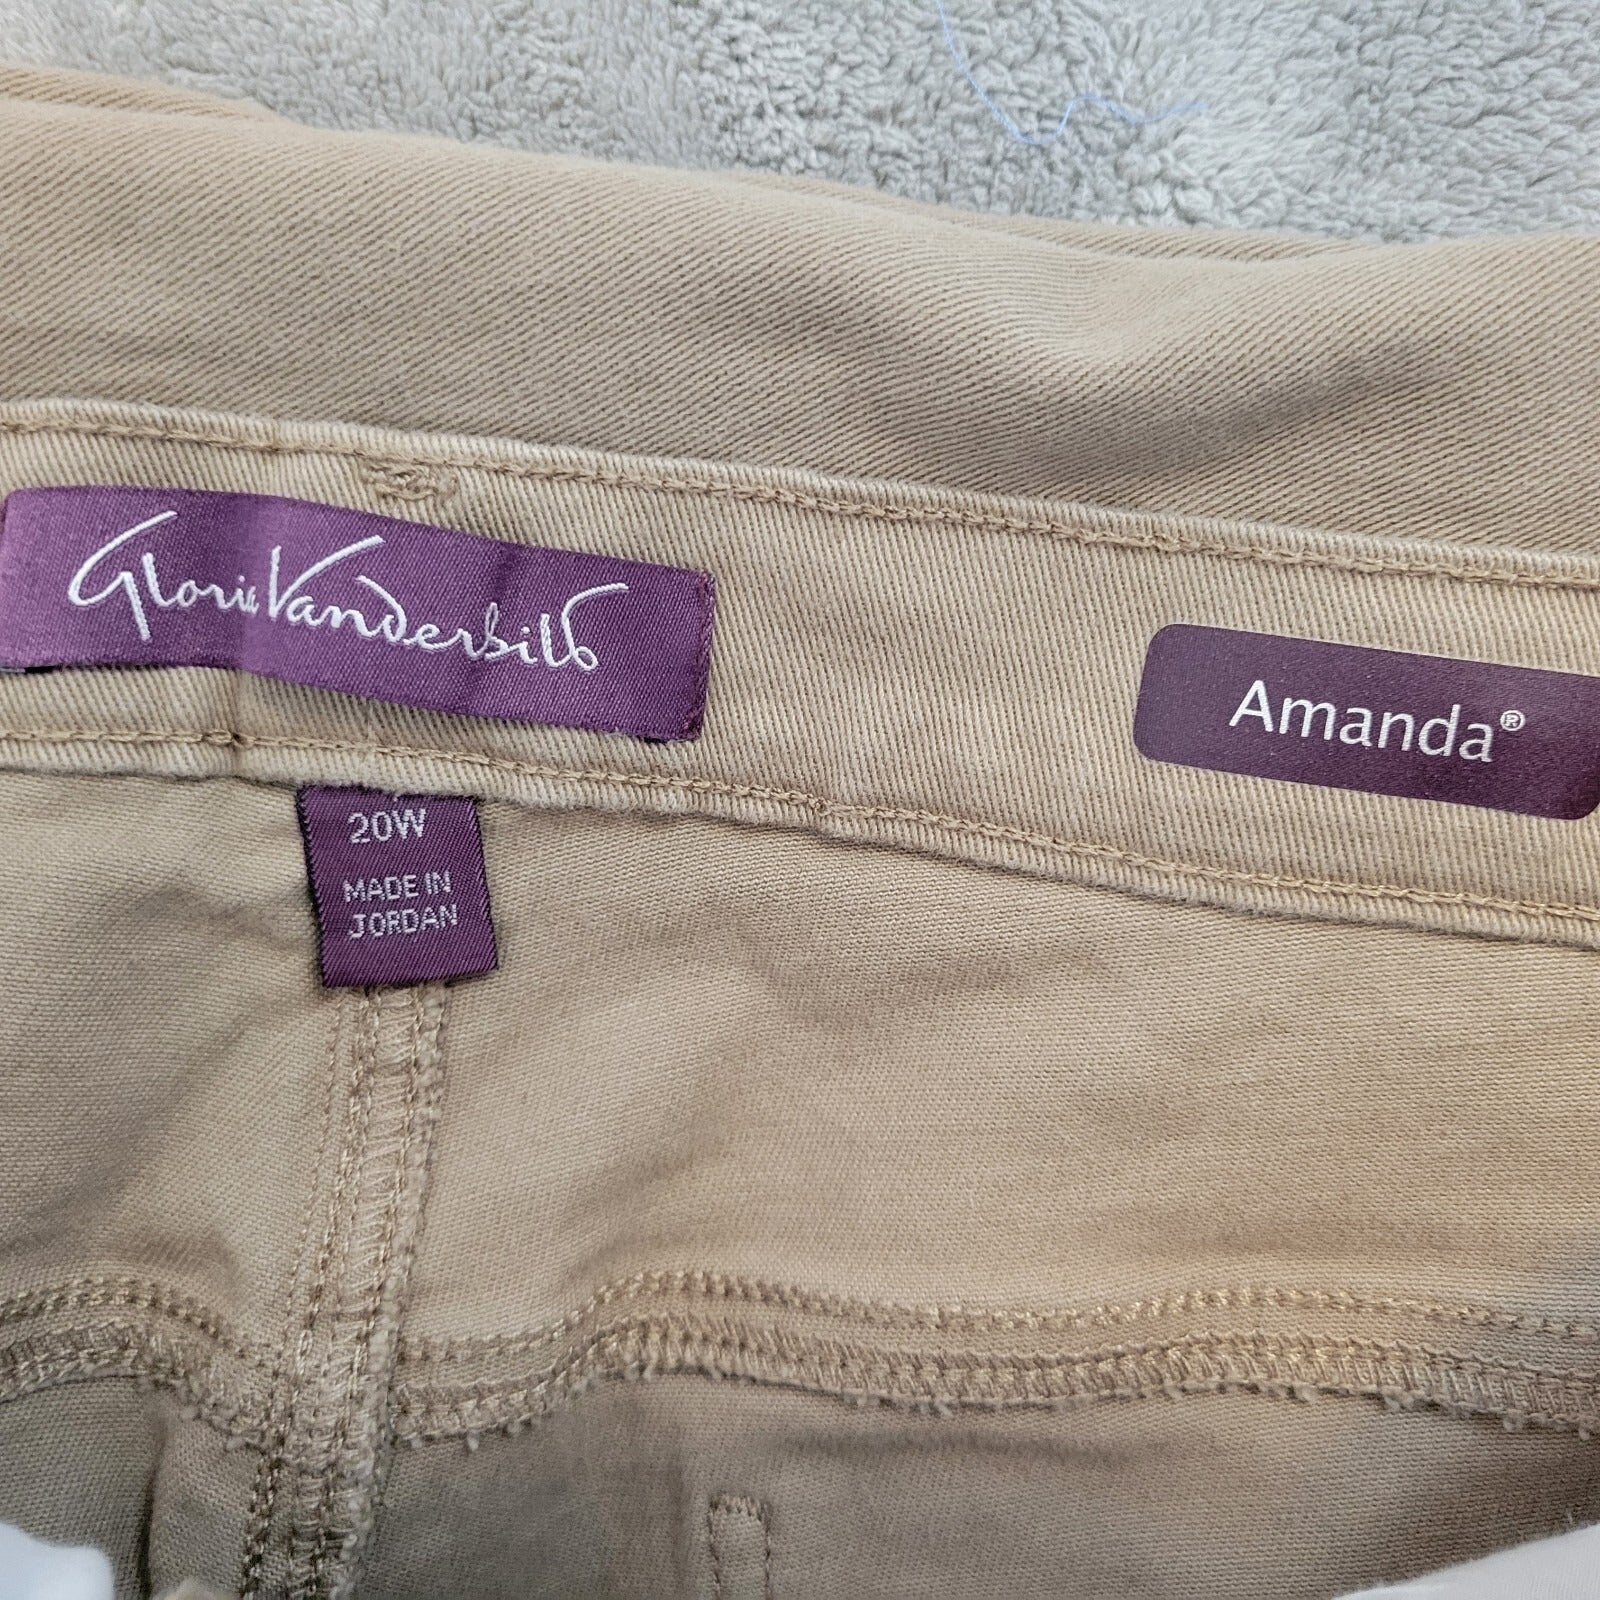 Gloria Vanderbilt
Amanda®
20W
MADE IN
JORDAN